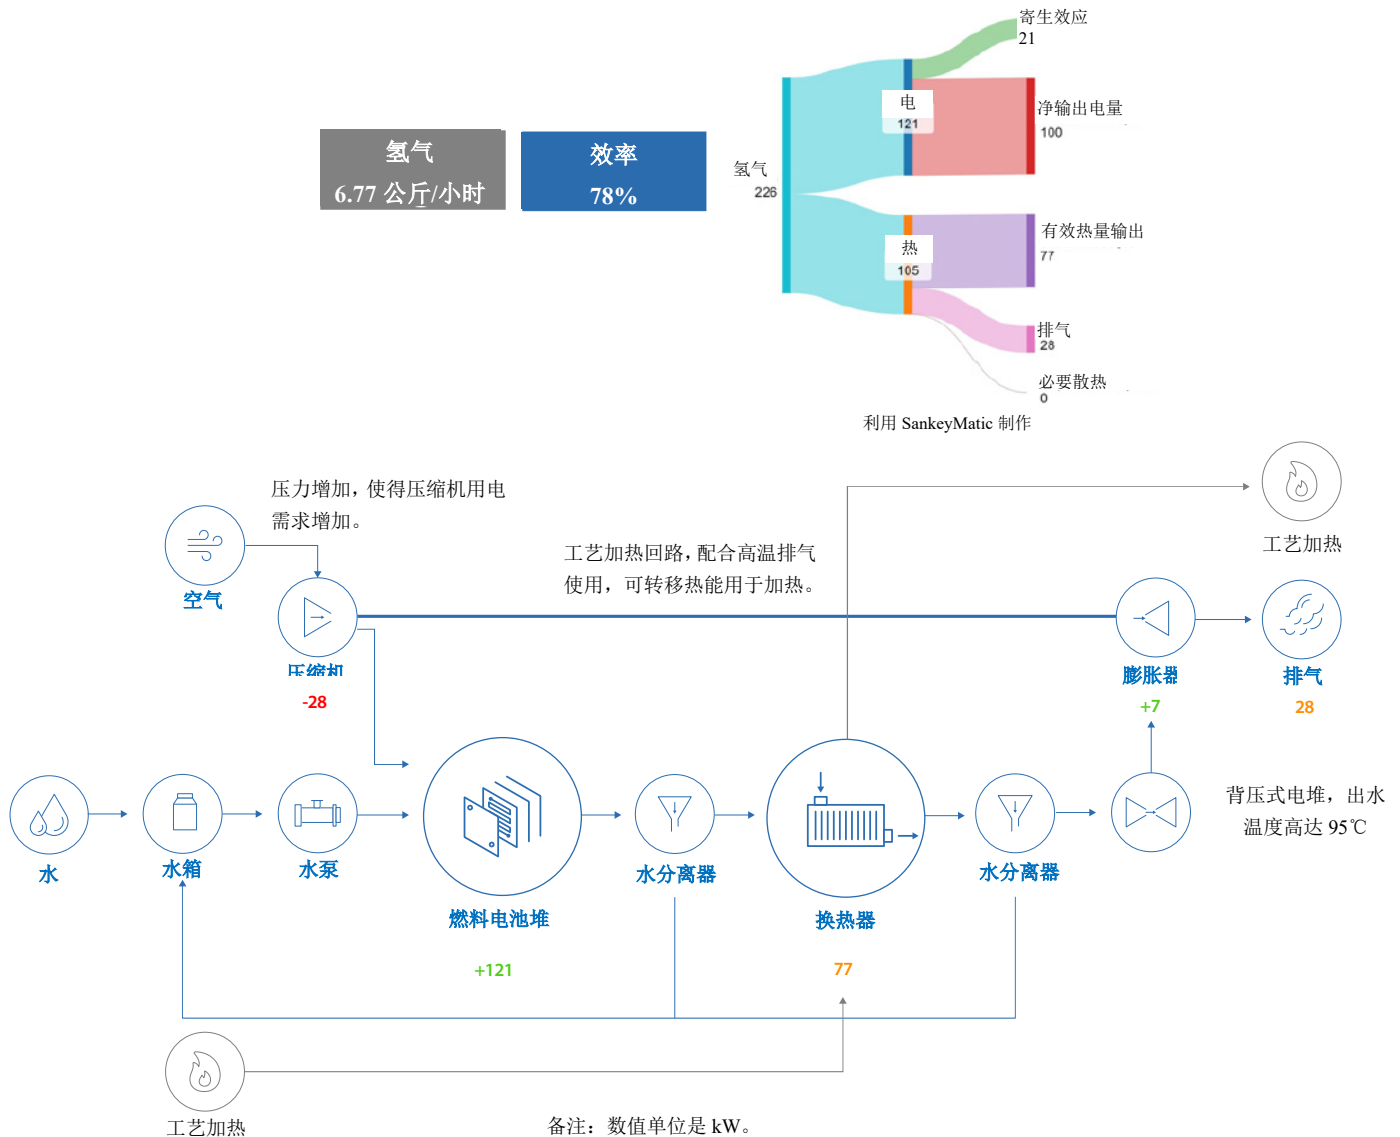 寄生效应
21
电
121
净输出电量
100
氢气
6.77 公斤/小时
效率
78%
氢气
226
热
105
有效热量输出
77
排气
28
必要散热
0
利用 SankeyMatic 制作
压力增加，使得压缩机用电
需求增加。
工艺加热回路，配合高温排气
使用，可转移热能用于加热。
工艺加热
空气
压缩机
-28
膨胀器
+7
排气
28
背压式电堆，出水
温度高达 95℃
水
水箱
水泵
燃料电池堆
+121
水分离器
换热器
77
水分离器
工艺加热
备注：数值单位是 kW。